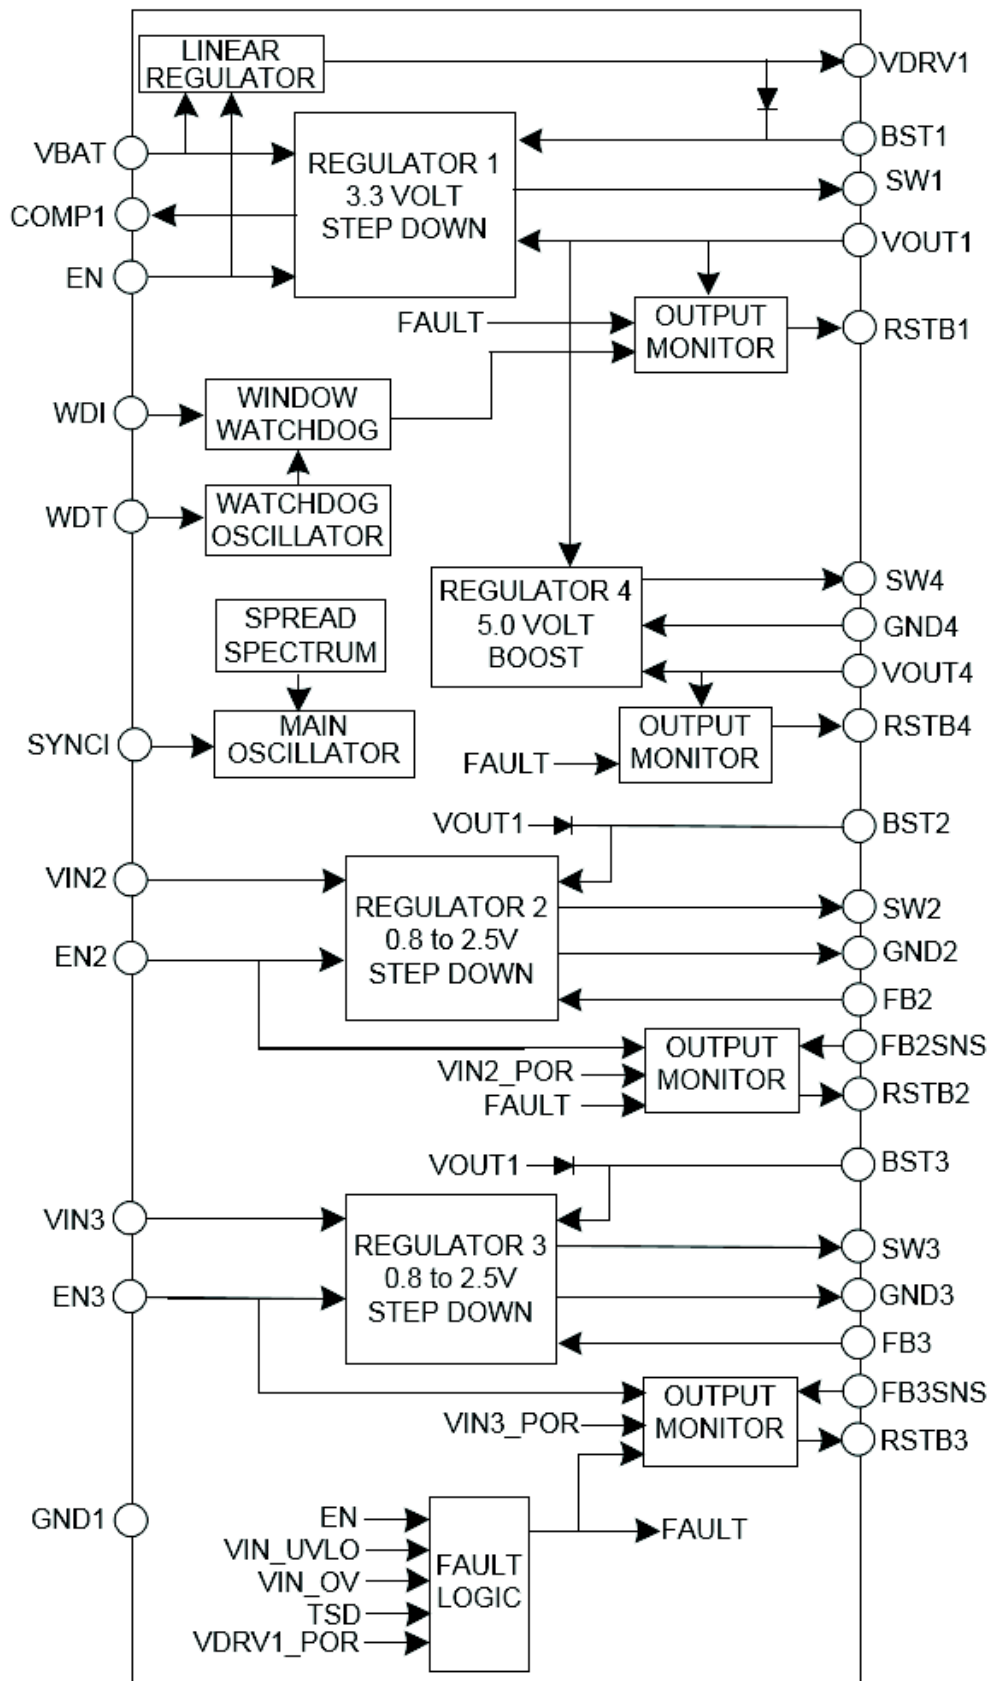 LINEAR
REGULATOR
VDRV1
VBAT
BST1
REGULATOR 1
3.3 VOLT
STEP DOWN
SW1
COMP1
VOUT1
EN
FAULT
OUTPUT
MONITOR
RSTB1
WDI
WINDOW
WATCHDOG
WDT
WATCHDOG
OSCILLATOR
REGULATOR 4
5.0 VOLT
BOOST
SW4
GND4
VOUT4
SPREAD
SPECTRUM
SYNCI
MAIN
OSCILLATOR
OUTPUT
MONITOR
RSTB4
FAULT
VOUT1
BST2
VIN2
REGULATOR 2
0.8 to 2.5V
STEP DOWN
SW2
EN2
GND2
FB2
OUTPUT
MONITOR
FB2SNS
VIN2_POR
RSTB2
FAULT
VOUT1
BST3
VIN3
REGULATOR 3
0.8 to 2.5V
STEP DOWN
SW3
EN3
GND3
FB3
OUTPUT
MONITOR
FB3SNS
VIN3_POR
RSTB3
GND1
EN
VIN_UVLO
VIN_OV
TSD
VDRV1_POR
FAULT
LOGIC
FAULT